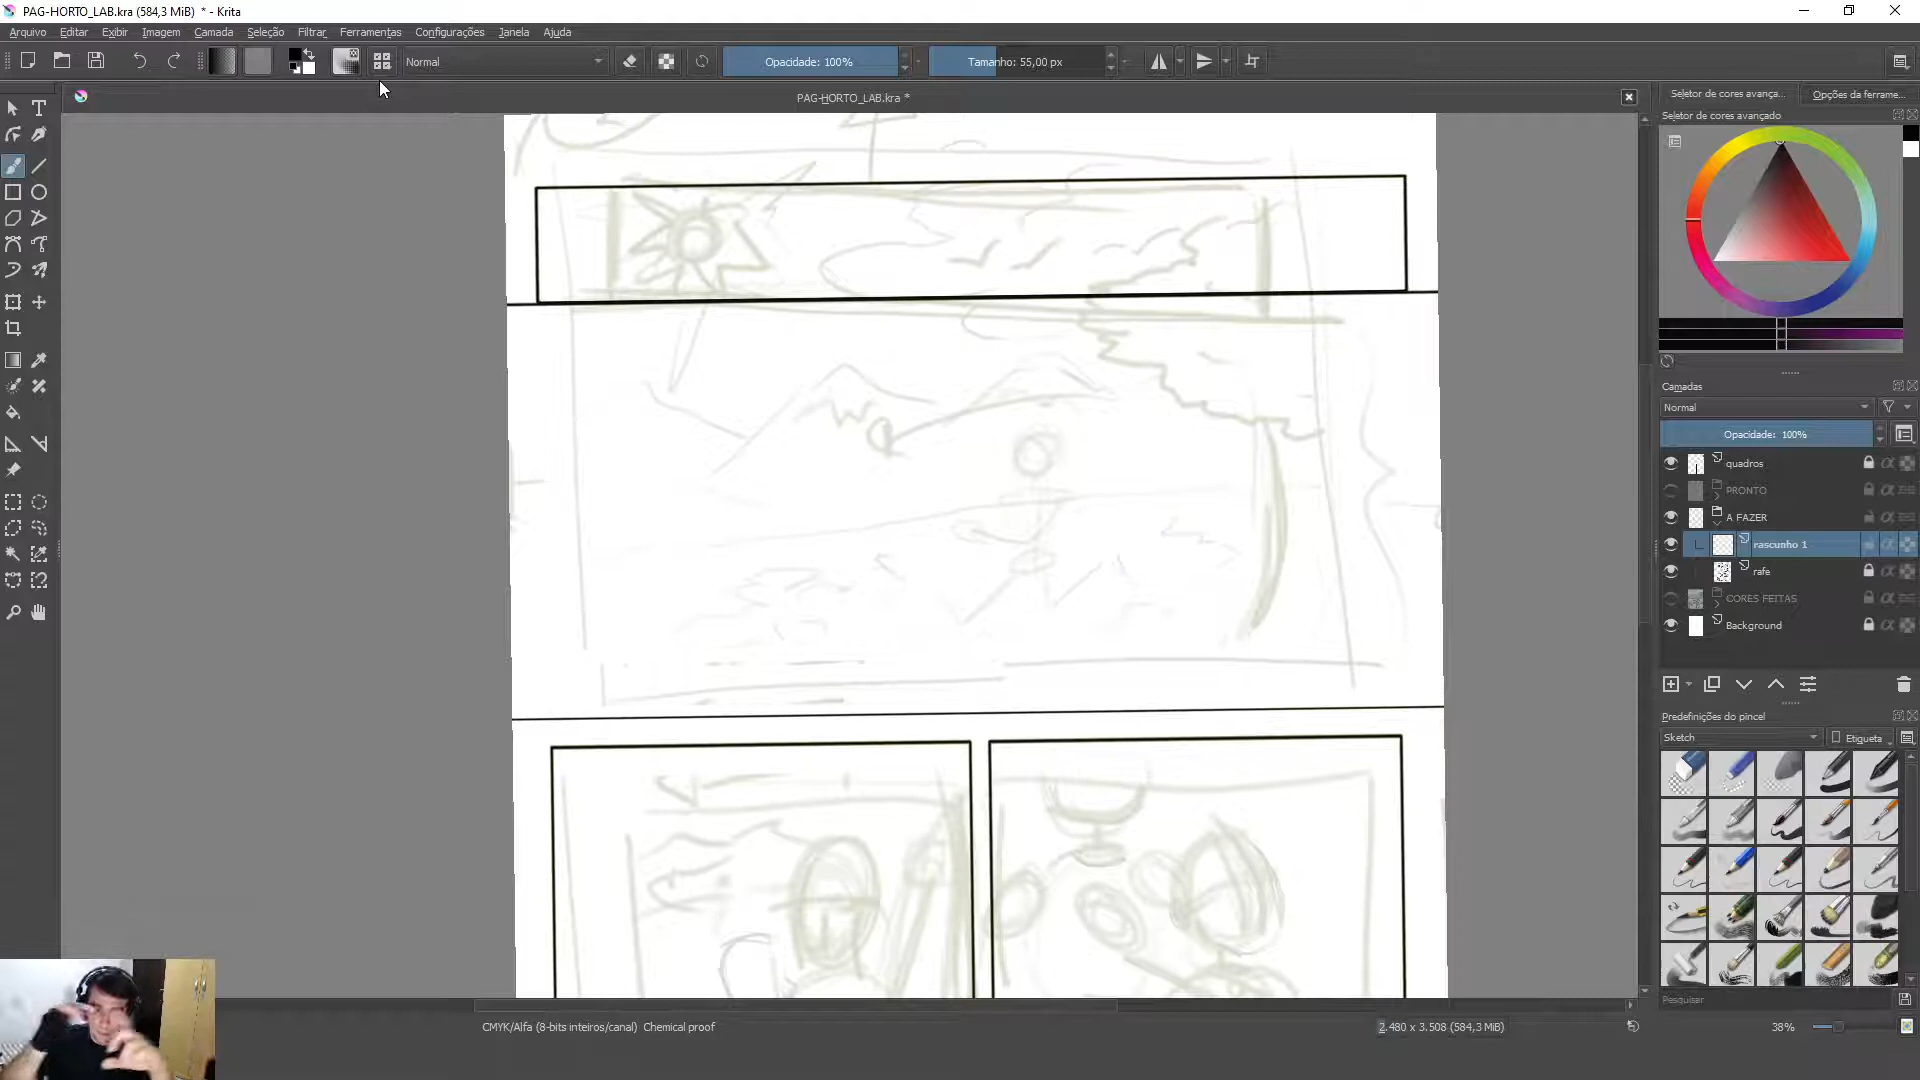 PAG-HORTO_LAB.kra (584,3 MiB) * - Krita
Arquivo Editar Exibir Imagem Camada Seleção Filtrar Ferramentas Configurações Janela Ajuda
Normal
Opacidade: 100%
Tamanho: 55,00 px
PAG-HORTO_LAB.kra *
Sejetor de cores avança...
Opções da ferrame...
Sejetor de cores avançado
Camadas
Normal
Opacidade: 100%
quadros
PRONTO
A FAZER
rascunho 1
rafe
CORES FEITAS
Background
Predefinições do pincel
Sketch
Etiqueta
Pesquisar
CMYK/Alfa (8-bits inteiros/canal) Chemical proof
2.480 x 3.508 (584,3 MiB)
38%